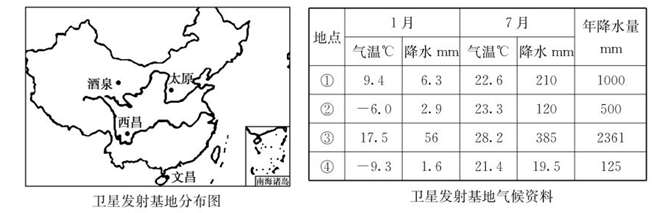 酒泉
太原
西昌
文昌
南海诸岛
卫星发射基地分布图
地点 1月 7月 年降水量 mm
气温℃ 降水 mm 气温℃ 降水 mm
① 9.4 6.3 22.6 210 1000
② −6.0 2.9 23.3 120 500
③ 17.5 56 28.2 385 2361
④ −9.3 1.6 21.4 19.5 125
卫星发射基地气候资料